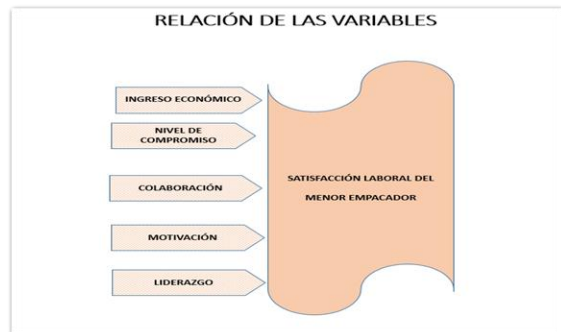 RELACIÓN DE LAS VARIABLES
INGRESO ECONÓMICO
NIVEL DE
COMPROMISO
COLABORACIÓN
MOTIVACIÓN
LIDERAZGO
SATISFACCIÓN LABORAL DEL
MENOR EMPACADOR